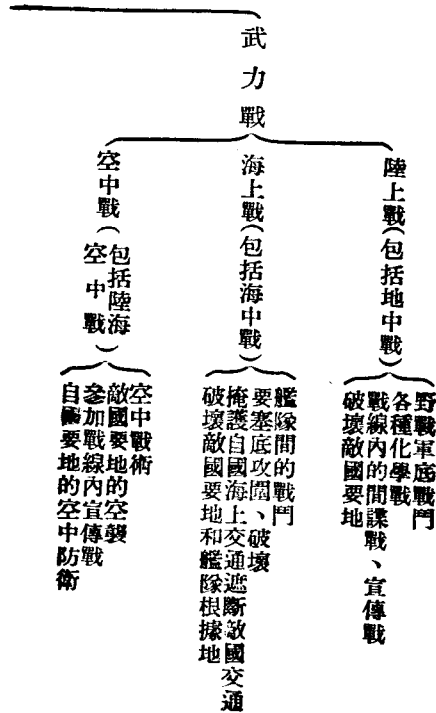 武力戰
陸上戰(包括地中戰)
野戰軍底戰鬥
各種化學戰
戰線內的間諜戰、宣傳戰
破壞敵國要地
海上戰(包括海中戰)
艦隊間的戰鬥
要塞底攻圍、破壞
掩護自國海上交通遮斷敵國交通
破壞敵國要地和艦隊根據地
空中戰(包括陸海空中戰)
空中戰術
敵國要地的空襲
參加戰線內宣傳戰
自國要地的空中防衛